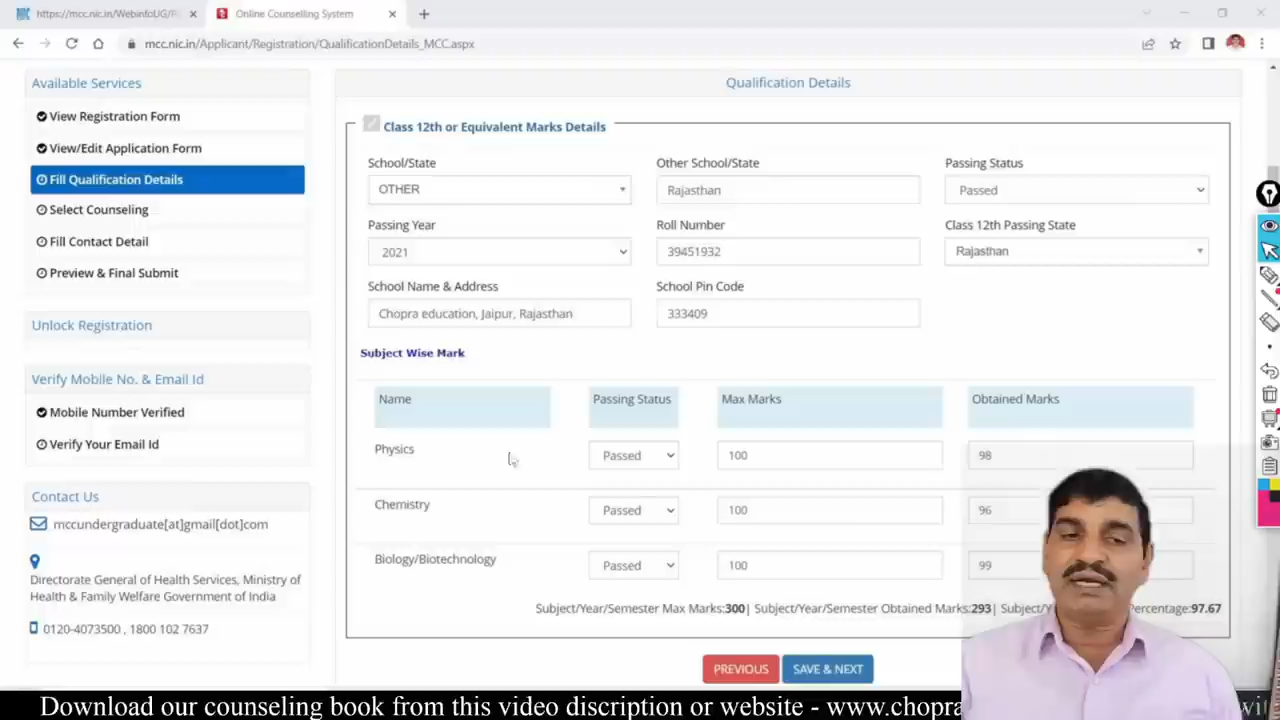 https://mcc.nic.in/WebinfoUG/P
Online Counselling System
mcc.nic.in/Applicant/Registration/QualificationDetails_MCC.aspx
Available Services
View Registration Form
View/Edit Application Form
Fill Qualification Details
Select Counseling
Fill Contact Detail
Preview & Final Submit
Unlock Registration
Verify Mobile No. & Email Id
Mobile Number Verified
Verify Your Email Id
Contact Us
mccundergraduate[at]gmail[dot]com
Directorate General of Health Services, Ministry of
Health & Family Welfare Government of India
0120-4073500 , 1800 102 7637
Qualification Details
Class 12th or Equivalent Marks Details
School/State Other School/State Passing Status
OTHER Rajasthan Passed
Passing Year Roll Number Class 12th Passing State
2021 39451932 Rajasthan
School Name & Address School Pin Code
Chopra education, Jaipur, Rajasthan 333409
Subject Wise Mark
Name Passing Status Max Marks Obtained Marks
Physics Passed 100 98
Chemistry Passed 100 96
Biology/Biotechnology Passed 100 99
Subject/Year/Semester Max Marks:300| Subject/Year/Semester Obtained Marks:293| Percentage:97.67
PREVIOUS SAVE & NEXT
Download our counseling book from this video discription or website - www.chopra